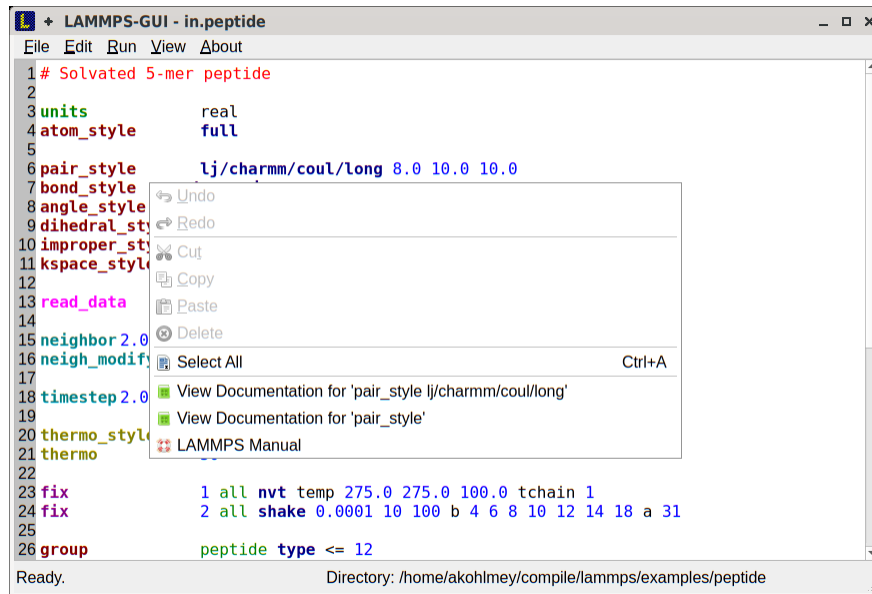 LAMMPS-GUI - in.peptide
File Edit Run View About
1 # Solvated 5-mer peptide
2
3 units real
4 atom_style full
5
6 pair_style lj/charmm/coul/long 8.0 10.0 10.0
7 bond_style
8 angle_style
9 dihedral_sty
10 improper_sty
11 kspace_style
12
13 read_data
14
15 neighbor 2.0
16 neigh_modify
17
18 timestep 2.0
19
20 thermo_style
21 thermo
22
23 fix 1 all nvt temp 275.0 275.0 100.0 tchain 1
24 fix 2 all shake 0.0001 10 100 b 4 6 8 10 12 14 18 a 31
25
26 group peptide type <= 12
Undo
Redo
Cut
Copy
Paste
Delete
Select All Ctrl+A
View Documentation for 'pair_style lj/charmm/coul/long'
View Documentation for 'pair_style'
LAMMPS Manual
Ready. Directory: /home/akohlmey/compile/lammps/examples/peptide